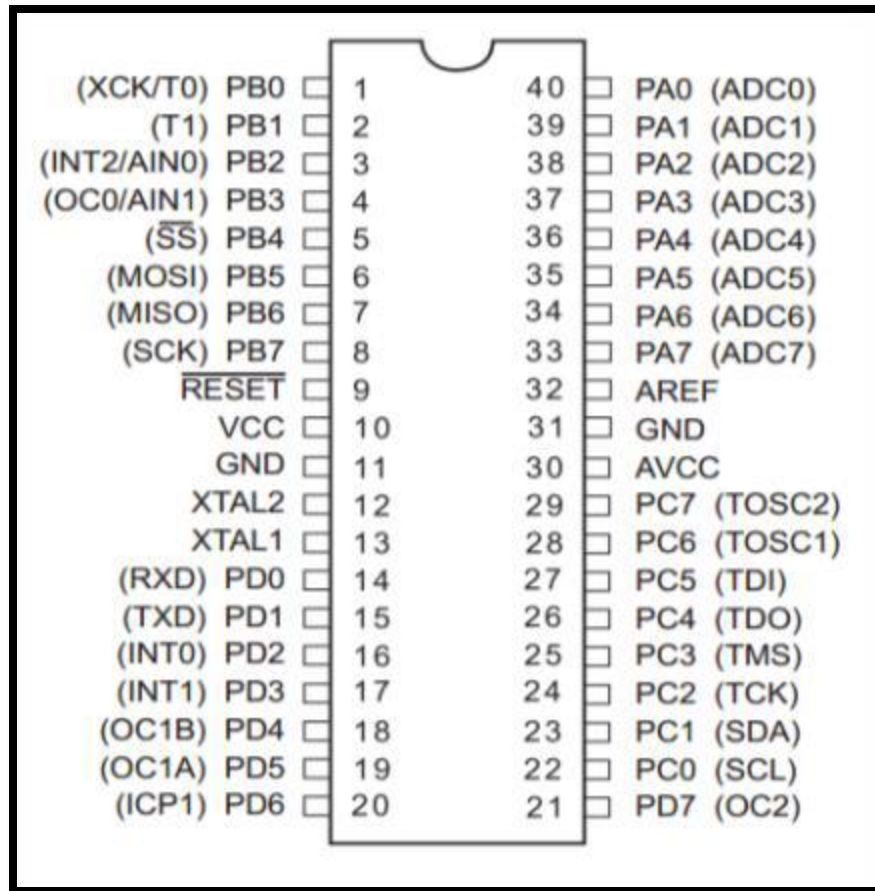 (XCK/T0) PB0 1 40 PA0 (ADC0)
(T1) PB1 2 39 PA1 (ADC1)
(INT2/AIN0) PB2 3 38 PA2 (ADC2)
(OC0/AIN1) PB3 4 37 PA3 (ADC3)
(SS) PB4 5 36 PA4 (ADC4)
(MOSI) PB5 6 35 PA5 (ADC5)
(MISO) PB6 7 34 PA6 (ADC6)
(SCK) PB7 8 33 PA7 (ADC7)
RESET 9 32 AREF
VCC 10 31 GND
GND 11 30 AVCC
XTAL2 12 29 PC7 (TOSC2)
XTAL1 13 28 PC6 (TOSC1)
(RXD) PD0 14 27 PC5 (TDI)
(TXD) PD1 15 26 PC4 (TDO)
(INT0) PD2 16 25 PC3 (TMS)
(INT1) PD3 17 24 PC2 (TCK)
(OC1B) PD4 18 23 PC1 (SDA)
(OC1A) PD5 19 22 PC0 (SCL)
(ICP1) PD6 20 21 PD7 (OC2)